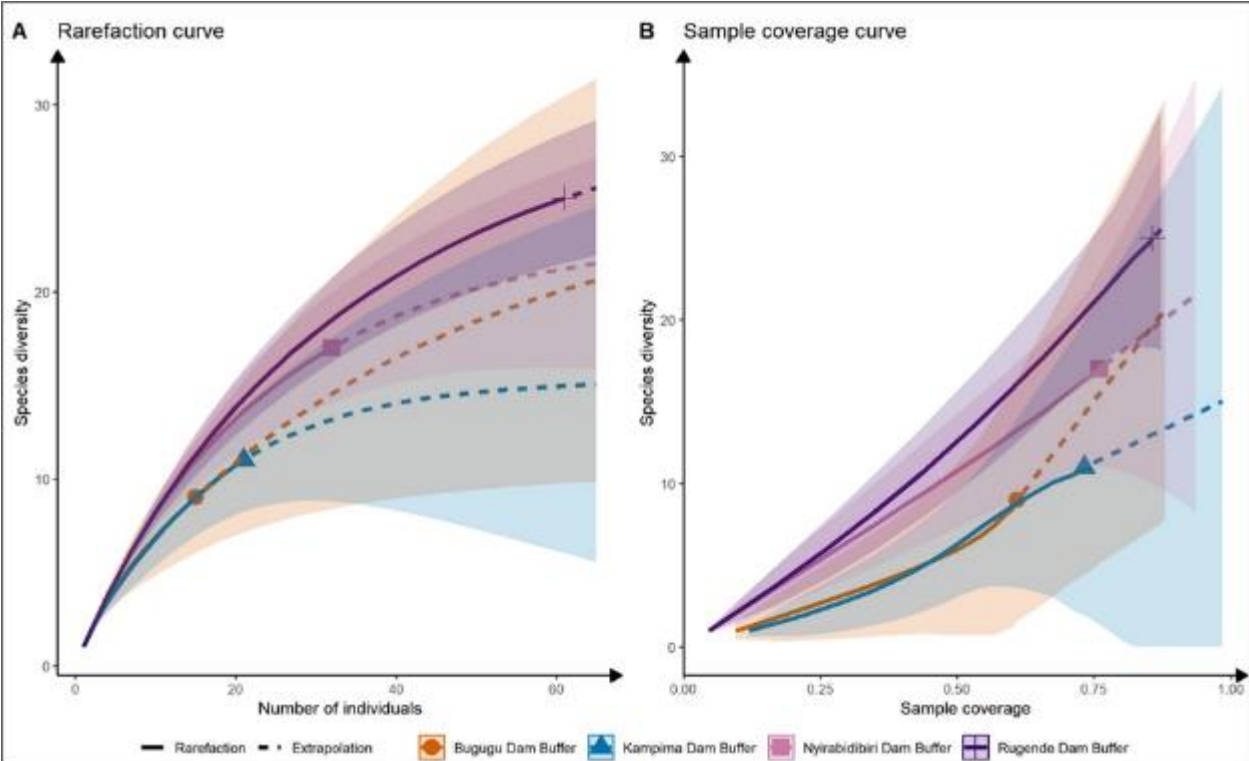 A Rarefaction curve
Species diversity
30
20
10
0
0 20 40 60
Number of individuals
B Sample coverage curve
Species diversity
30
20
10
0
0.00 0.25 0.50 0.75 1.00
Sample coverage
Rarefaction Extrapolation Bugugu Dam Buffer Kampima Dam Buffer Nyirabidibiri Dam Buffer Rugende Dam Buffer